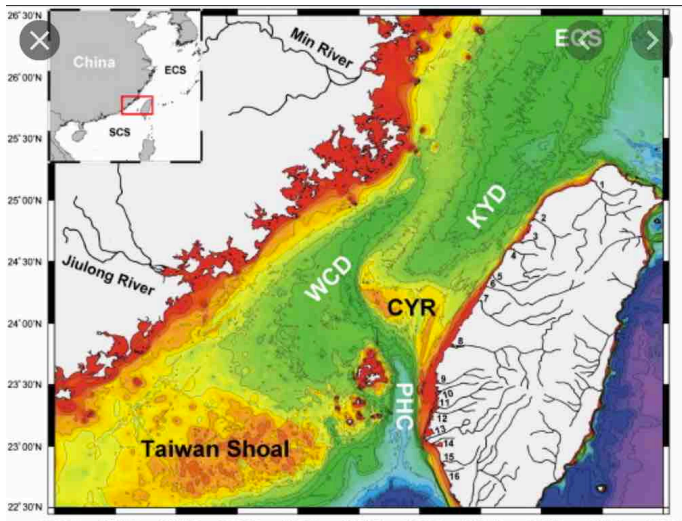 26°30'N
26°00'N
25°30'N
25°00'N
24°30'N
24°00'N
23°30'N
23°00'N
22°30'N
China
ECS
SCS
Min River
ECS
Jiulong River
KYD
WCD
CYR
PHC
Taiwan Shoal
1
2
3
4
5
6
7
8
9
10
11
12
13
14
15
16